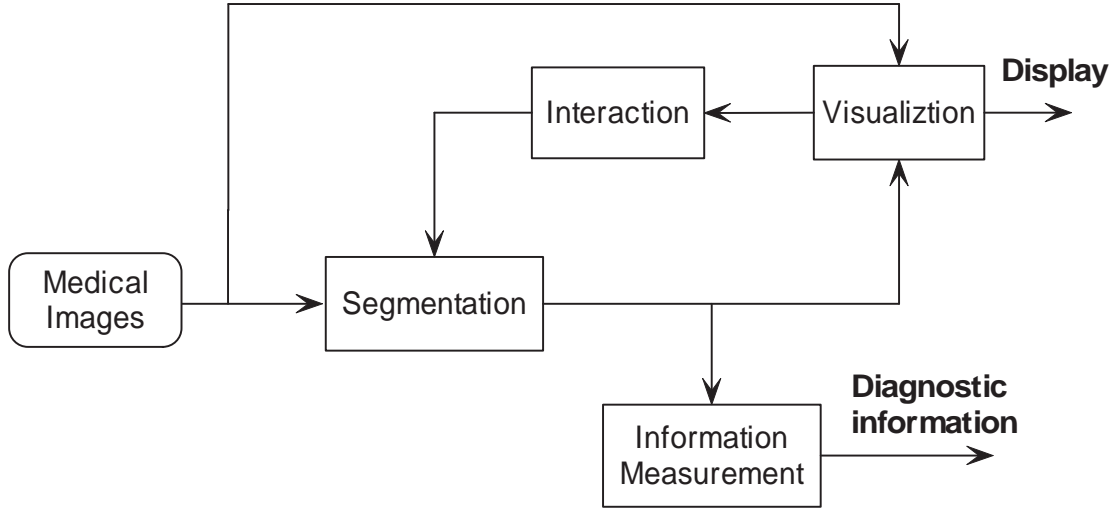 Display
Interaction
Visualiztion
Medical
Images
Segmentation
Diagnostic
information
Information
Measurement